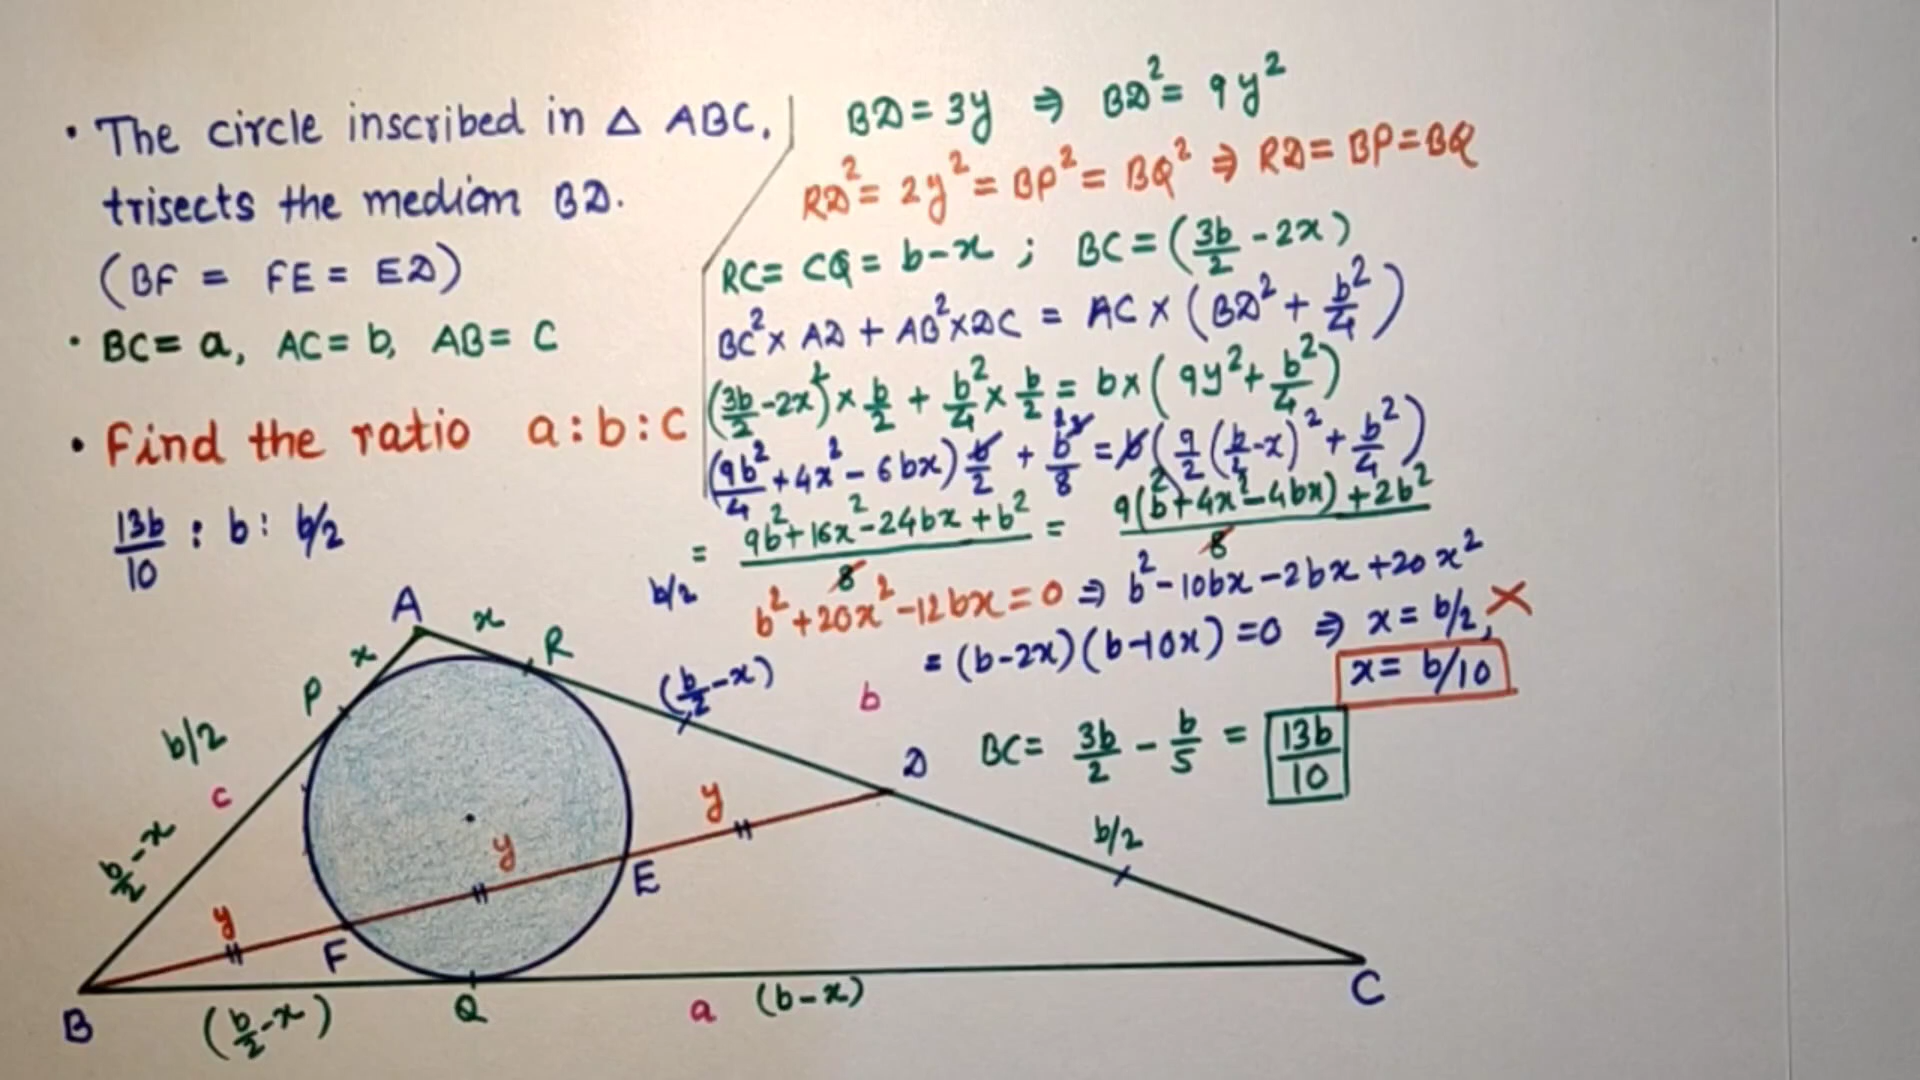 • The circle inscribed in △ ABC,
trisects the median BD.
(BF = FE = ED)
• BC = a, AC = b, AB = C
• Find the ratio a : b : C
13b/10 : b : b/2
BD = 3y ⇒ BD² = 9y²
RD² = 2y² = BP² = BQ² ⇒ RD = BP = BQ
RC = CQ = b-x ; BC = (3b/2 - 2x)
BC² × AD + AB² × DC = AC × (BD² + b²/4)
(3b/2 - 2x)² × b/2 + b²/4 × b/2 = b × (9y² + b²/4)
(9b²/4 + 4x² - 6bx) b/2 + b³/8 = b (9/2 (b/2 - x)² + b²/4)
= 9b² + 16x² - 24bx + b² / 8 = 9(b² + 4x² - 4bx) + 2b² / 8
b² + 20x² - 12bx = 0 ⇒ b² - 10bx - 2bx + 20x²
= (b-2x)(b-10x) = 0 ⇒ x = b/2, ×
x = b/10
BC = 3b/2 - b/5 = 13b/10
b/2
A
x
x
R
P
(b/2 - x)
b
b/2
c
D
y
b/2
b/2 - x
y
E
y
F
C
B
(b/2 - x)
Q
a
(b-x)